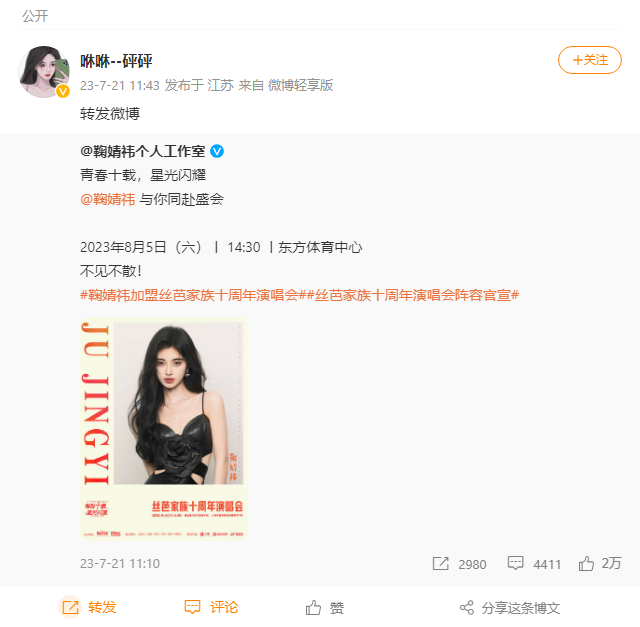 公开
咻咻--砰砰
+关注
23-7-21 11:43 发布于 江苏 来自 微博轻享版
转发微博
@鞠婧祎个人工作室
青春十载，星光闪耀
@鞠婧祎 与你同赴盛会
2023年8月5日（六）丨 14:30 丨东方体育中心
不见不散!
#鞠婧祎加盟丝芭家族十周年演唱会##丝芭家族十周年演唱会阵容官宣#
JU JINGYI
鞠婧祎
丝芭家族十周年演唱会
23-7-21 11:10
2980
4411
2万
转发
评论
赞
分享这条博文